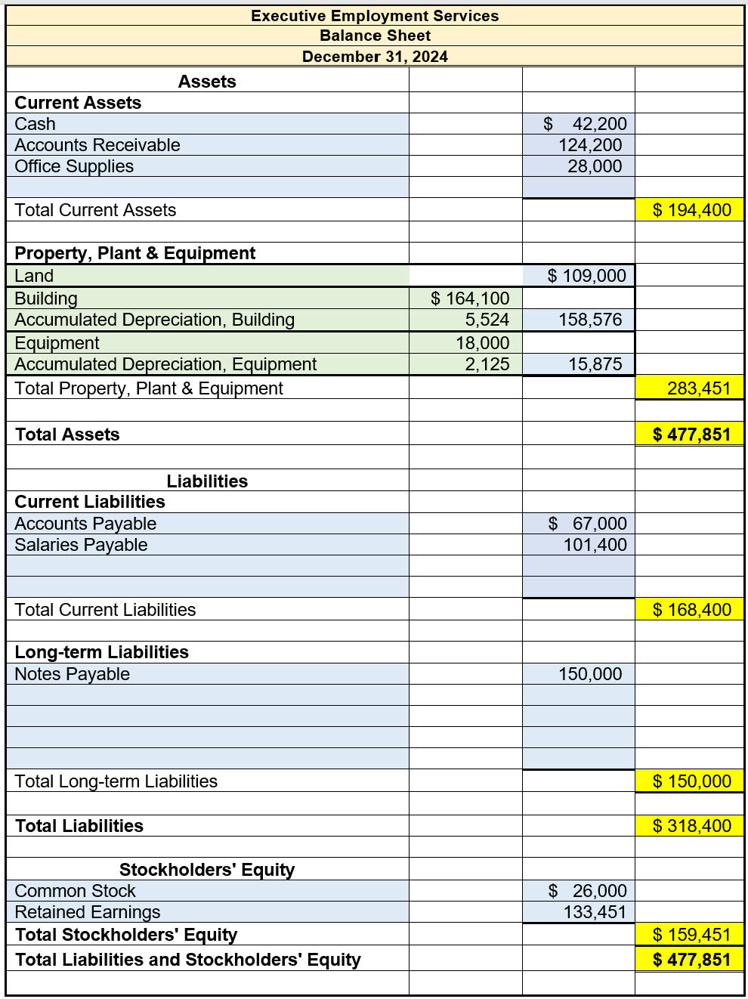 Executive Employment Services
Balance Sheet
December 31, 2024
Assets
Current Assets
Cash $ 42,200
Accounts Receivable 124,200
Office Supplies 28,000
Total Current Assets $ 194,400
Property, Plant & Equipment
Land $ 109,000
Building $ 164,100
Accumulated Depreciation, Building 5,524 158,576
Equipment 18,000
Accumulated Depreciation, Equipment 2,125 15,875
Total Property, Plant & Equipment 283,451
Total Assets $ 477,851
Liabilities
Current Liabilities
Accounts Payable $ 67,000
Salaries Payable 101,400
Total Current Liabilities $ 168,400
Long-term Liabilities
Notes Payable 150,000
Total Long-term Liabilities $ 150,000
Total Liabilities $ 318,400
Stockholders' Equity
Common Stock $ 26,000
Retained Earnings 133,451
Total Stockholders' Equity $ 159,451
Total Liabilities and Stockholders' Equity $ 477,851